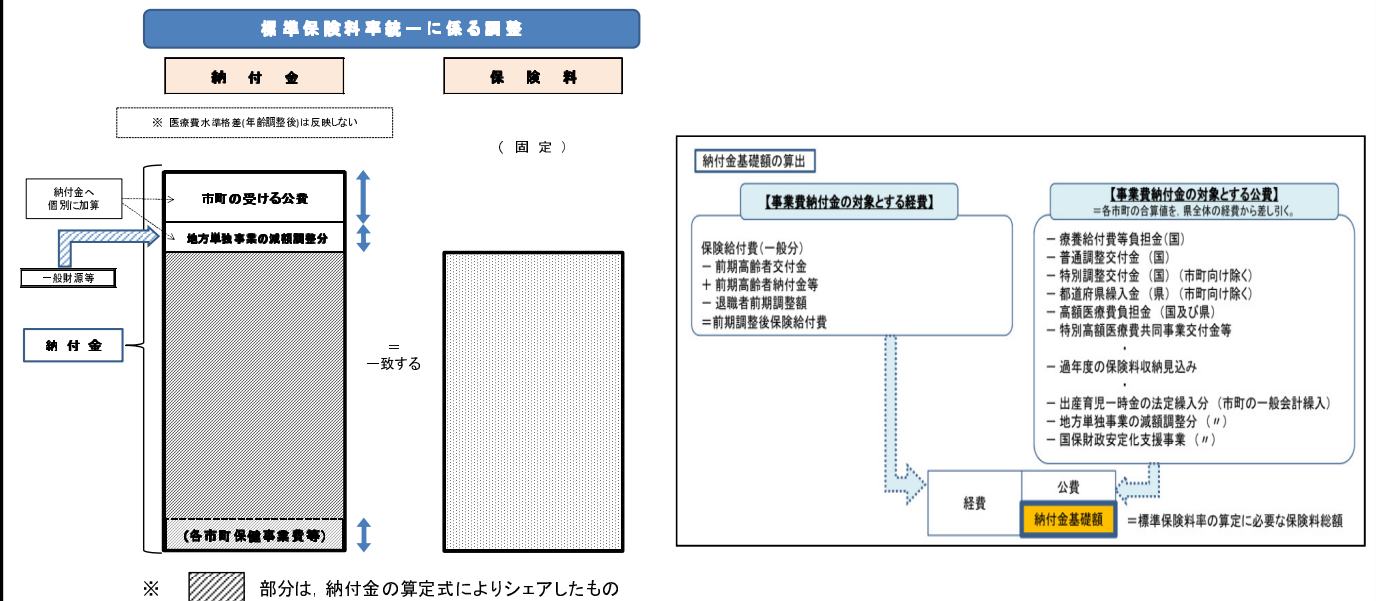 標準保険料率統一に係る調整
納 付 金
保 険 料
※ 医療費水準格差(年齢調整後)は反映しない
( 固 定 )
納付金へ
個別に加算
市町の受ける公費
地方単独事業の減額調整分
一般財源等
納 付 金
=
一致する
(各市町保健事業費等)
※ 部分は, 納付金の算定式によりシェアしたもの
納付金基礎額の算出
【事業費納付金の対象とする経費】
保険給付費(一般分)
− 前期高齢者交付金
+ 前期高齢者納付金等
− 退職者前期調整額
=前期調整後保険給付費
【事業費納付金の対象とする公費】
=各市町の合算値を, 県全体の経費から差し引く。
− 療養給付費等負担金(国)
− 普通調整交付金 (国)
− 特別調整交付金 (国) (市町向け除く)
− 都道府県繰入金 (県) (市町向け除く)
− 高額医療費負担金 (国及び県)
− 特別高額医療費共同事業交付金等
・
− 過年度の保険料収納見込み
・
− 出産育児一時金の法定繰入分 (市町の一般会計繰入)
− 地方単独事業の減額調整分 (〃)
− 国保財政安定化支援事業 (〃)
経費
公費
納付金基礎額
=標準保険料率の算定に必要な保険料総額